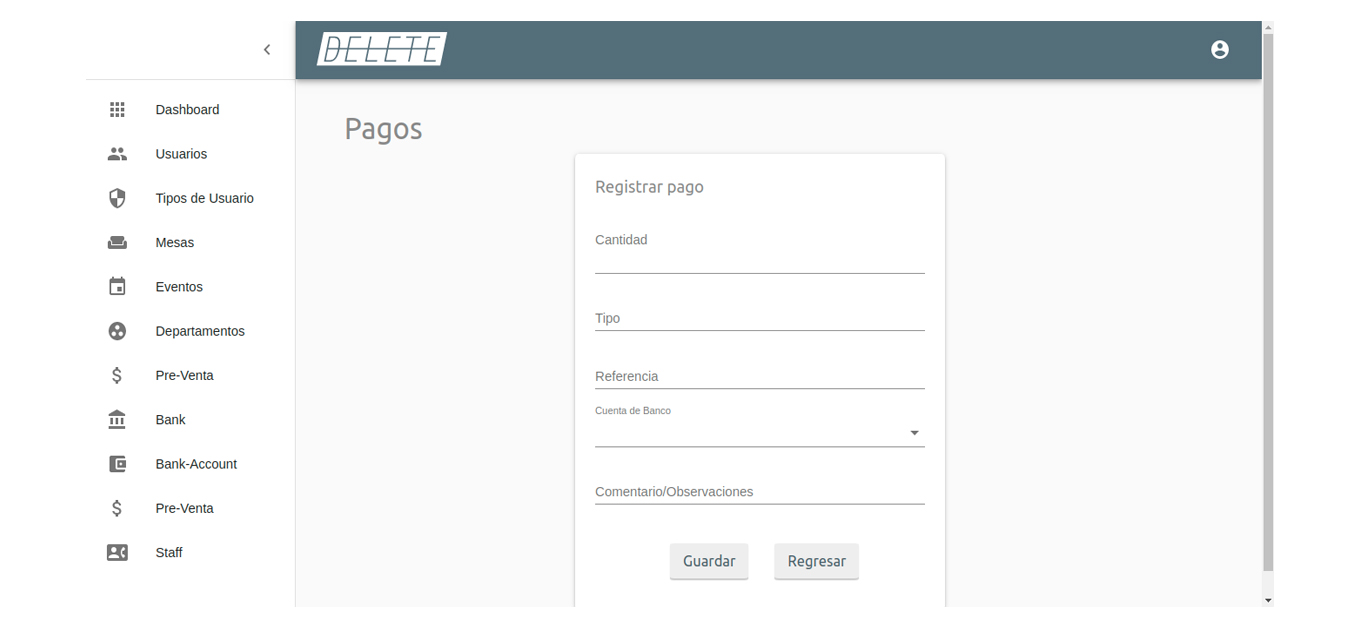 DELETE
Dashboard
Usuarios
Tipos de Usuario
Mesas
Eventos
Departamentos
Pre-Venta
Bank
Bank-Account
Pre-Venta
Staff
Pagos
Registrar pago
Cantidad
Tipo
Referencia
Cuenta de Banco
Comentario/Observaciones
Guardar Regresar